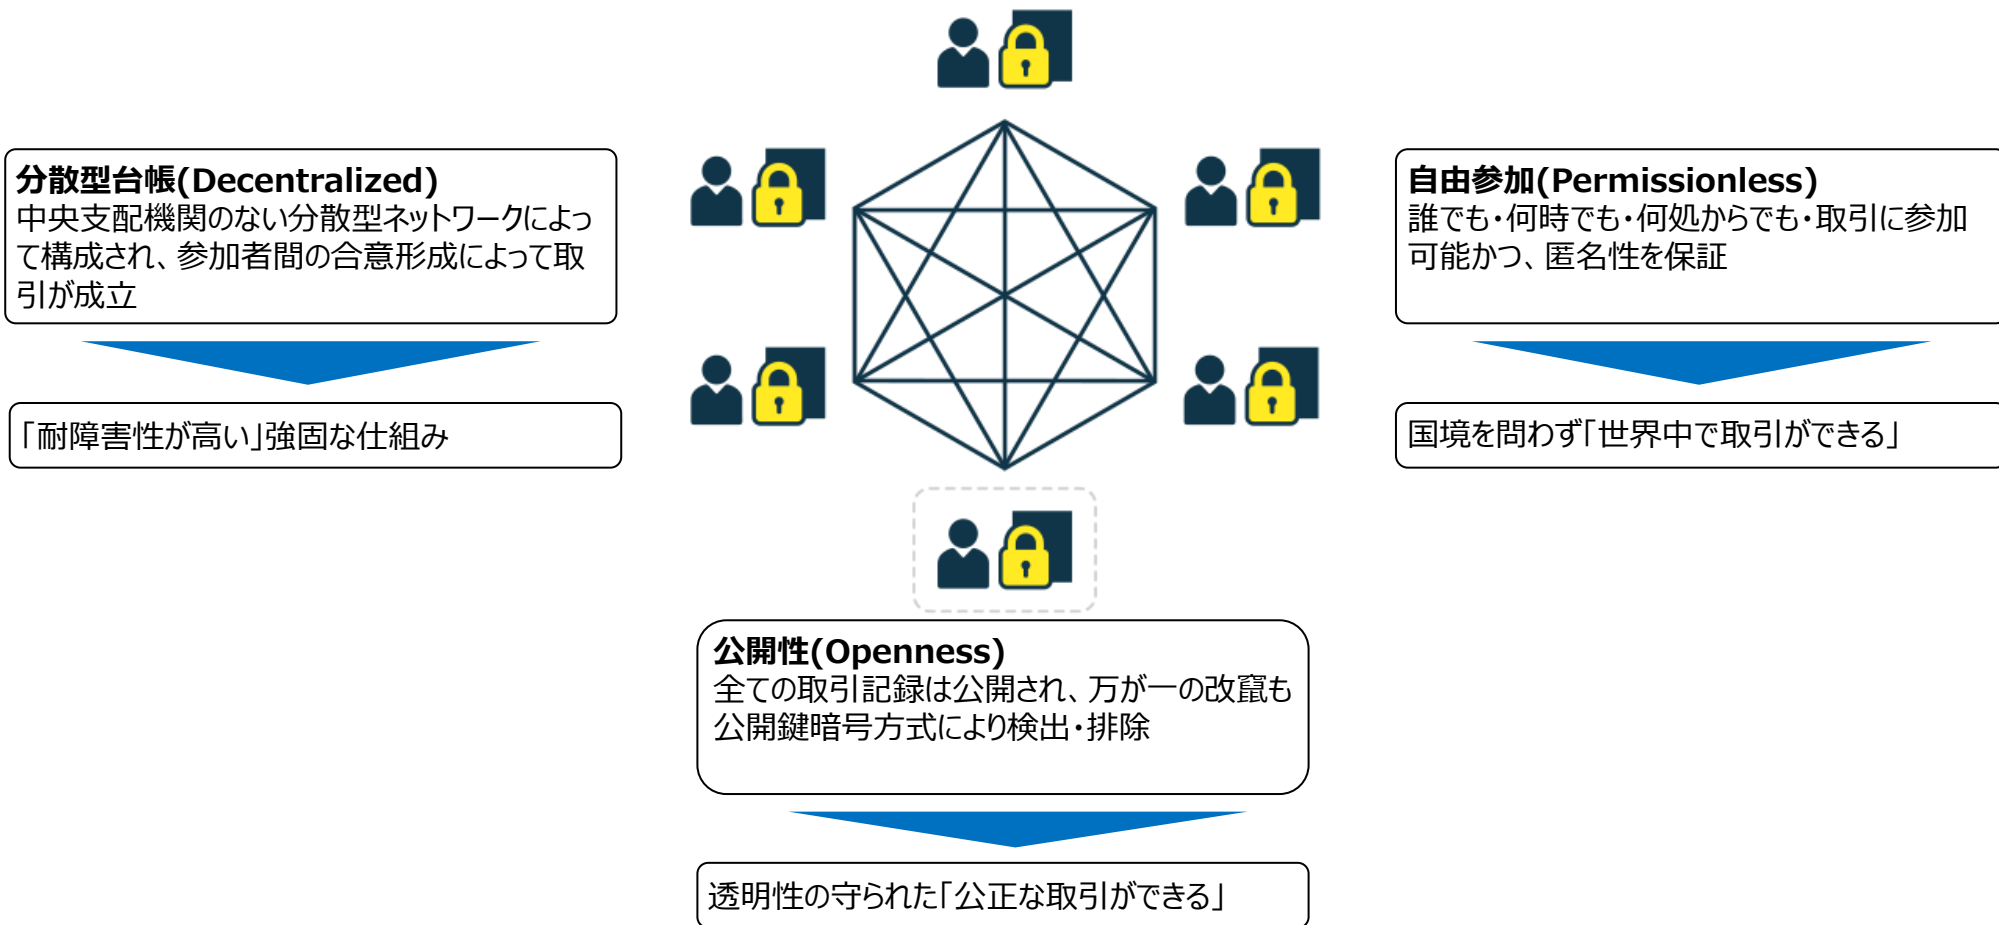 分散型台帳(Decentralized)
中央支配機関のない分散型ネットワークによっ
て構成され、参加者間の合意形成によって取
引が成立
「耐障害性が高い」強固な仕組み
自由参加(Permissionless)
誰でも・何時でも・何処からでも・取引に参加
可能かつ、匿名性を保証
国境を問わず「世界中で取引ができる」
公開性(Openness)
全ての取引記録は公開され、万が一の改竄も
公開鍵暗号方式により検出・排除
透明性の守られた「公正な取引ができる」